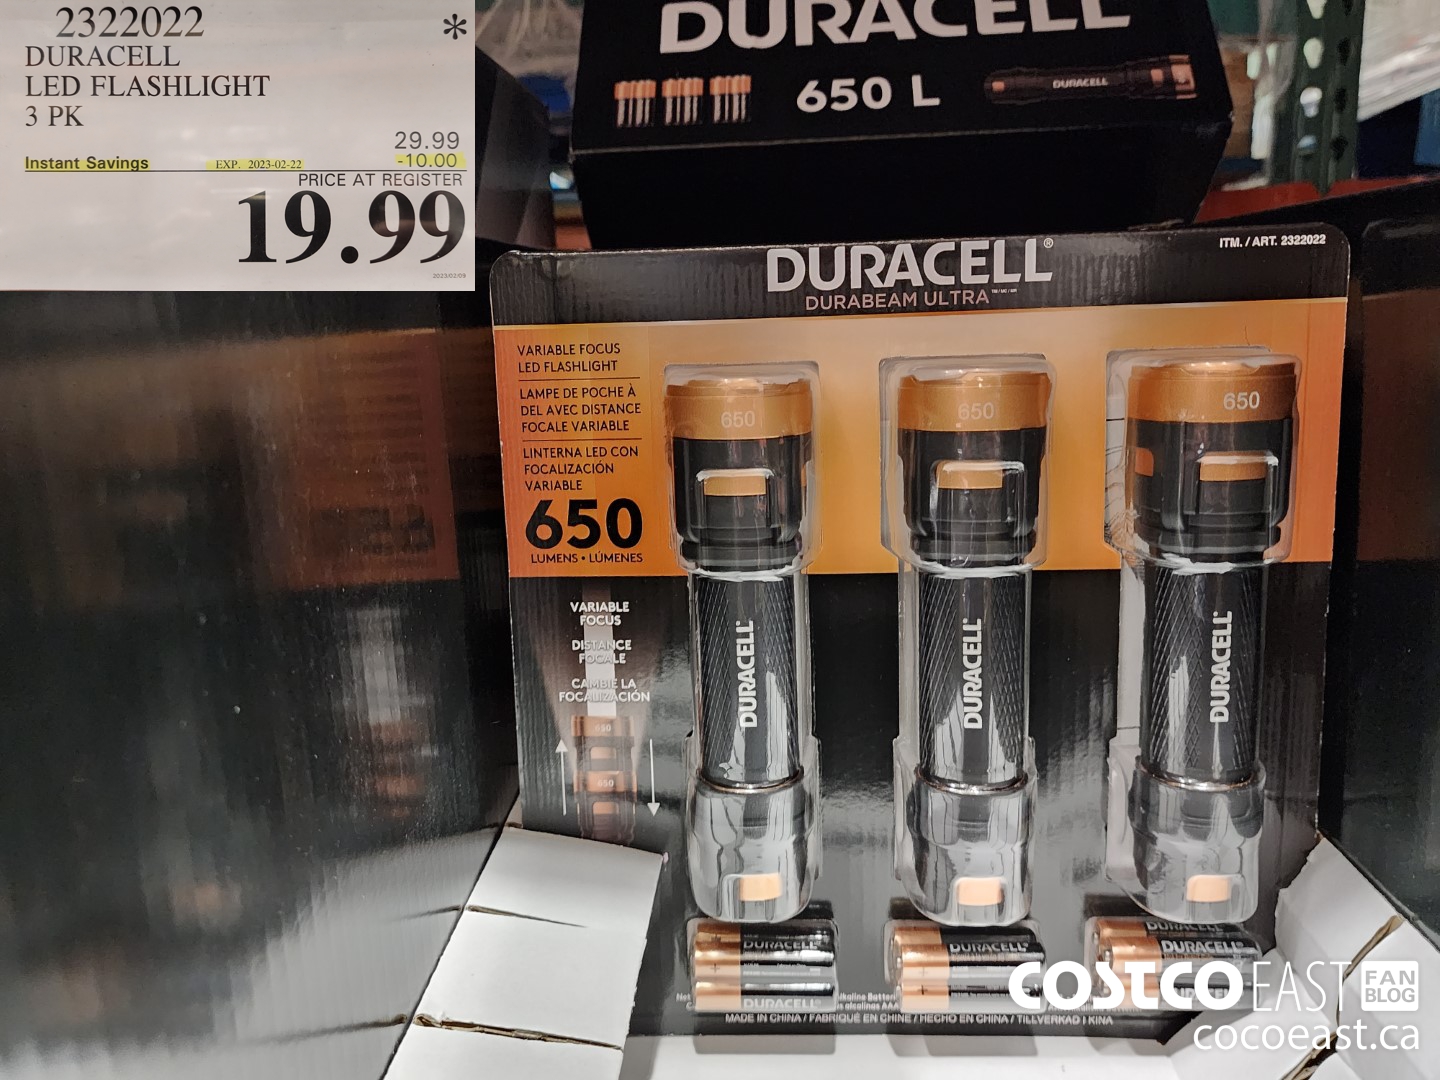 2322022 *
DURACELL
LED FLASHLIGHT
3 PK
29.99
Instant Savings EXP. 2023-02-22 -10.00
PRICE AT REGISTER
19.99
2023/02/09
DURACELL
650 L
DURACELL
ITM. / ART. 2322022
DURACELL®
DURABEAM ULTRA
VARIABLE FOCUS
LED FLASHLIGHT
LAMPE DE POCHE À
DEL AVEC DISTANCE
FOCALE VARIABLE
LINTERNA LED CON
FOCALIZACIÓN
VARIABLE
650
LUMENS • LÚMENES
VARIABLE
FOCUS
DISTANCE
FOCALE
CAMBIE LA
FOCALIZACIÓN
650
650
650
650
650
DURACELL
DURACELL
DURACELL
DURACELL
DURACELL
DURACELL
DURACELL
DURACELL
MADE IN CHINA / FABRIQUÉ EN CHINE / HECHO EN CHINA / TILLVERKAD I KINA
COSTCO EAST FAN BLOG
cocoeast.ca